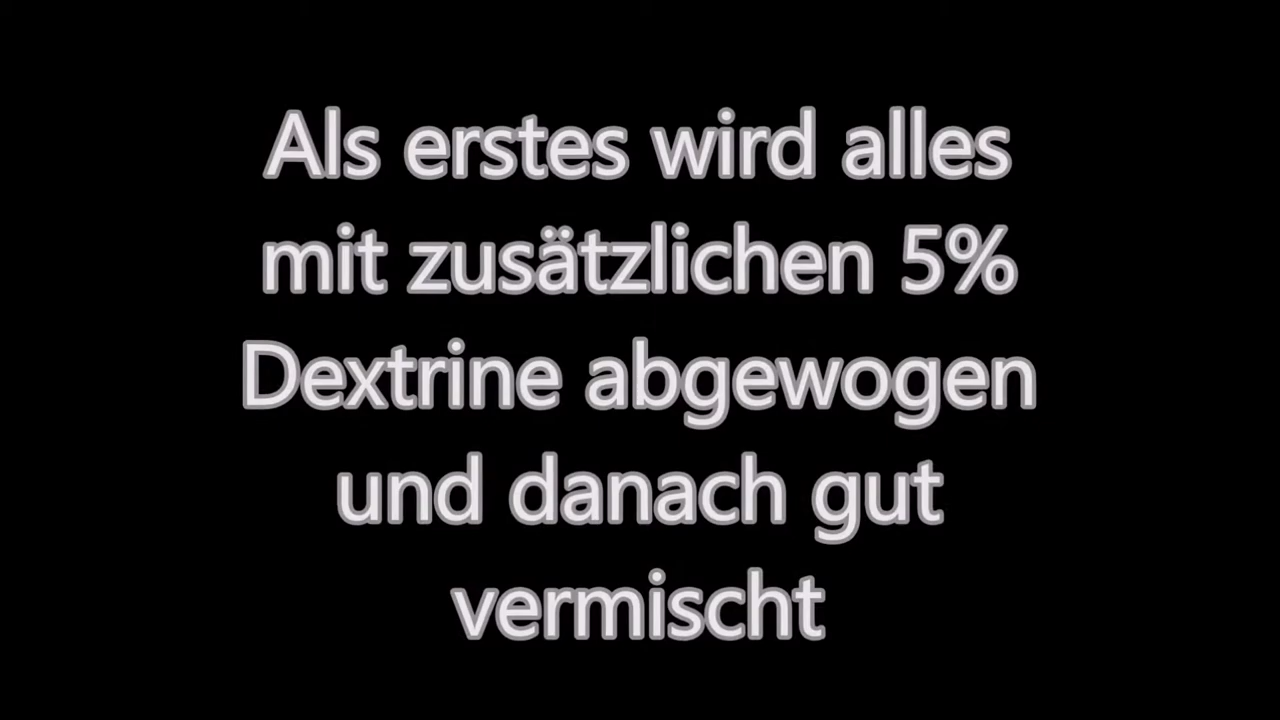 Als erstes wird alles
mit zusätzlichen 5%
Dextrine abgewogen
und danach gut
vermischt